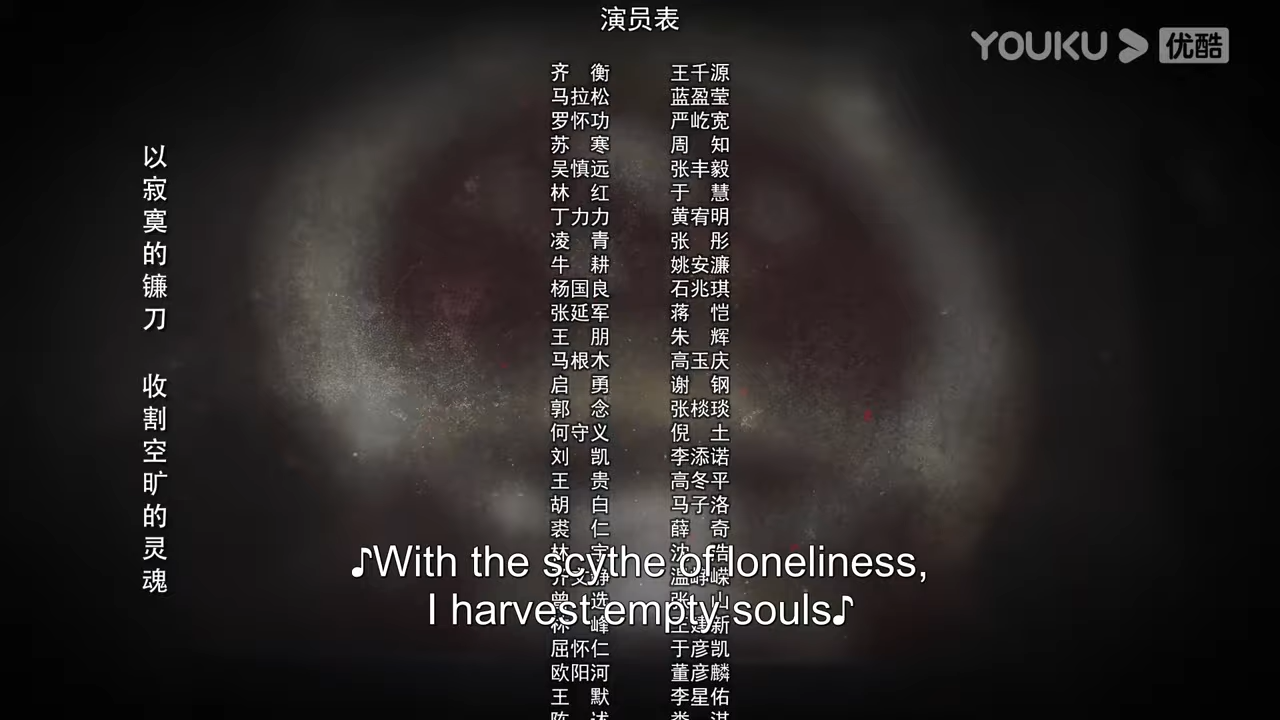 演员表
YOUKU 优酷
以寂寞的镰刀 收割空旷的灵魂
齐衡 王千源
马拉松 蓝盈莹
罗怀功 严屹宽
苏寒 周知
吴慎远 张丰毅
林红 于慧
丁力力 黄宥明
凌青 张彤
牛耕 姚安濂
杨国良 石兆琪
张延军 蒋恺
王朋 朱辉
马根木 高玉庆
启勇 谢钢
郭念 张棪琰
何守义 倪土
刘凯 李添诺
王贵 高冬平
胡白 马子洛
裘仁 薛奇
♪With the scythe of loneliness,
I harvest empty souls♪
屈怀仁 于彦凯
欧阳河 董彦麟
王默 李星佑